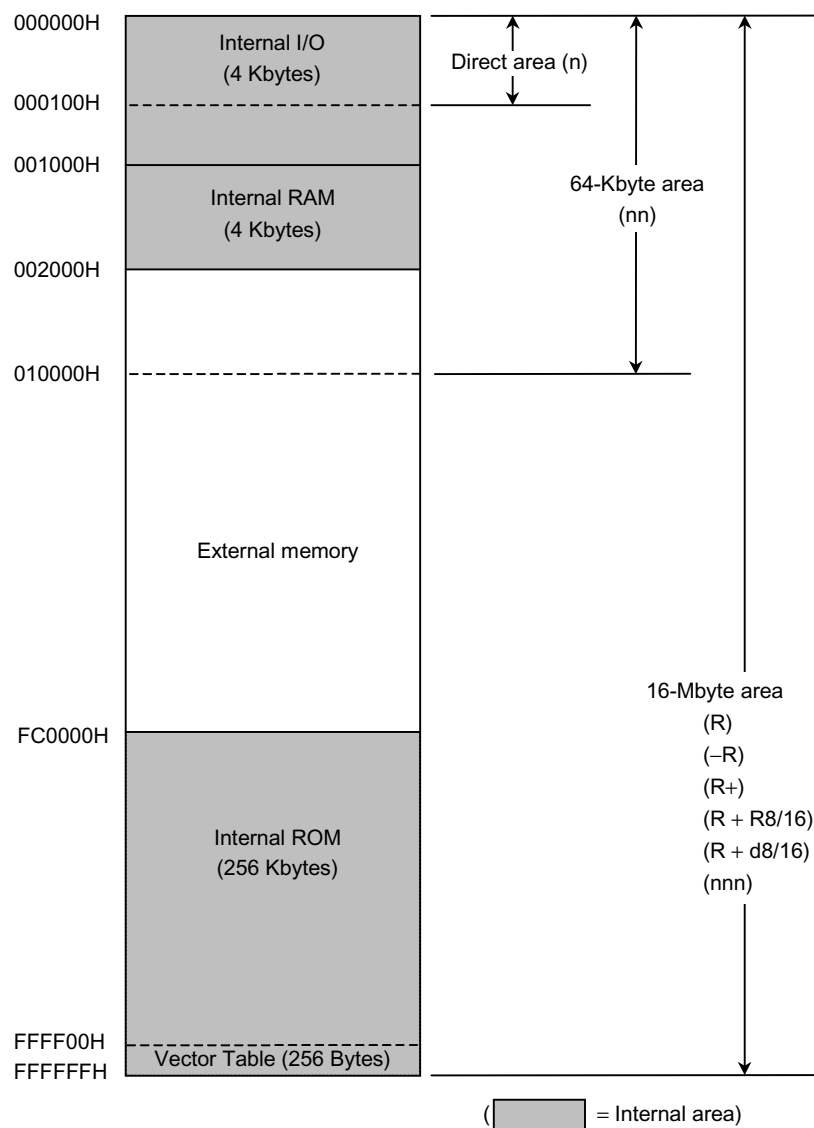 000000H
Internal I/O
(4 Kbytes)
Direct area (n)
000100H
001000H
64-Kbyte area
(nn)
Internal RAM
(4 Kbytes)
002000H
010000H
External memory
16-Mbyte area
(R)
(−R)
(R+)
(R + R8/16)
(R + d8/16)
(nnn)
FC0000H
Internal ROM
(256 Kbytes)
FFFF00H
Vector Table (256 Bytes)
FFFFFFH
( = Internal area)